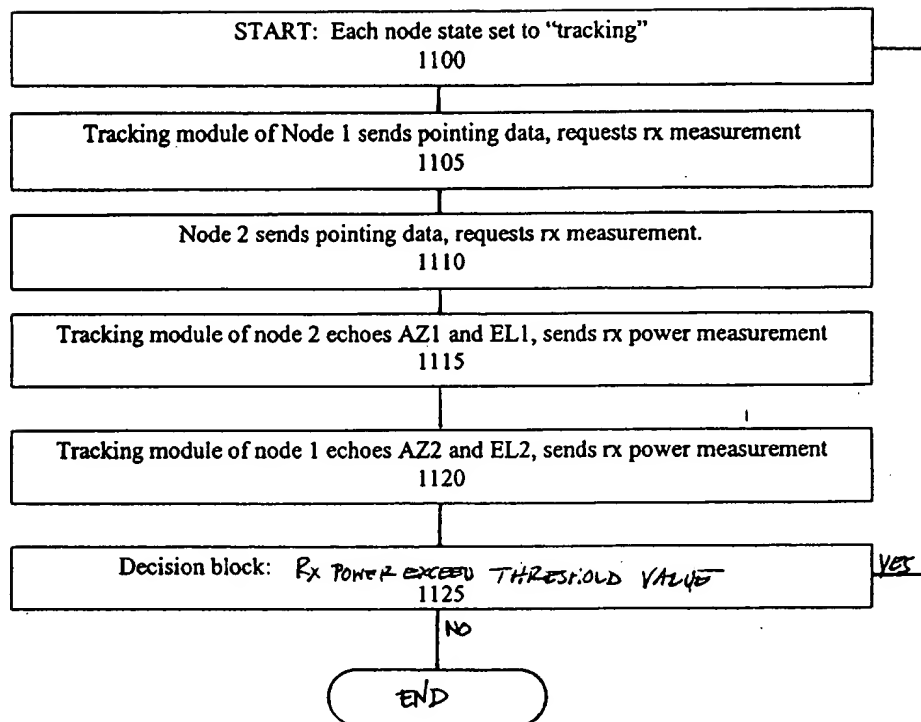 START: Each node state set to "tracking"
1100
Tracking module of Node 1 sends pointing data, requests rx measurement
1105
Node 2 sends pointing data, requests rx measurement.
1110
Tracking module of node 2 echoes AZ1 and EL1, sends rx power measurement
1115
Tracking module of node 1 echoes AZ2 and EL2, sends rx power measurement
1120
Decision block: RX POWER EXCEED THRESHOLD VALUE
YES
1125
NO
END